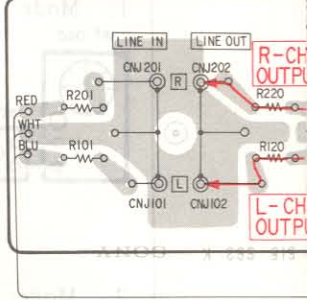 LINE IN LINE OUT
CNJ201 CNJ202
R-CH
OUTPU
R
R201 R220
RED
WHT
BLU
R101 R120
L
CNJ101 CNJ102
L-CH
OUTPU